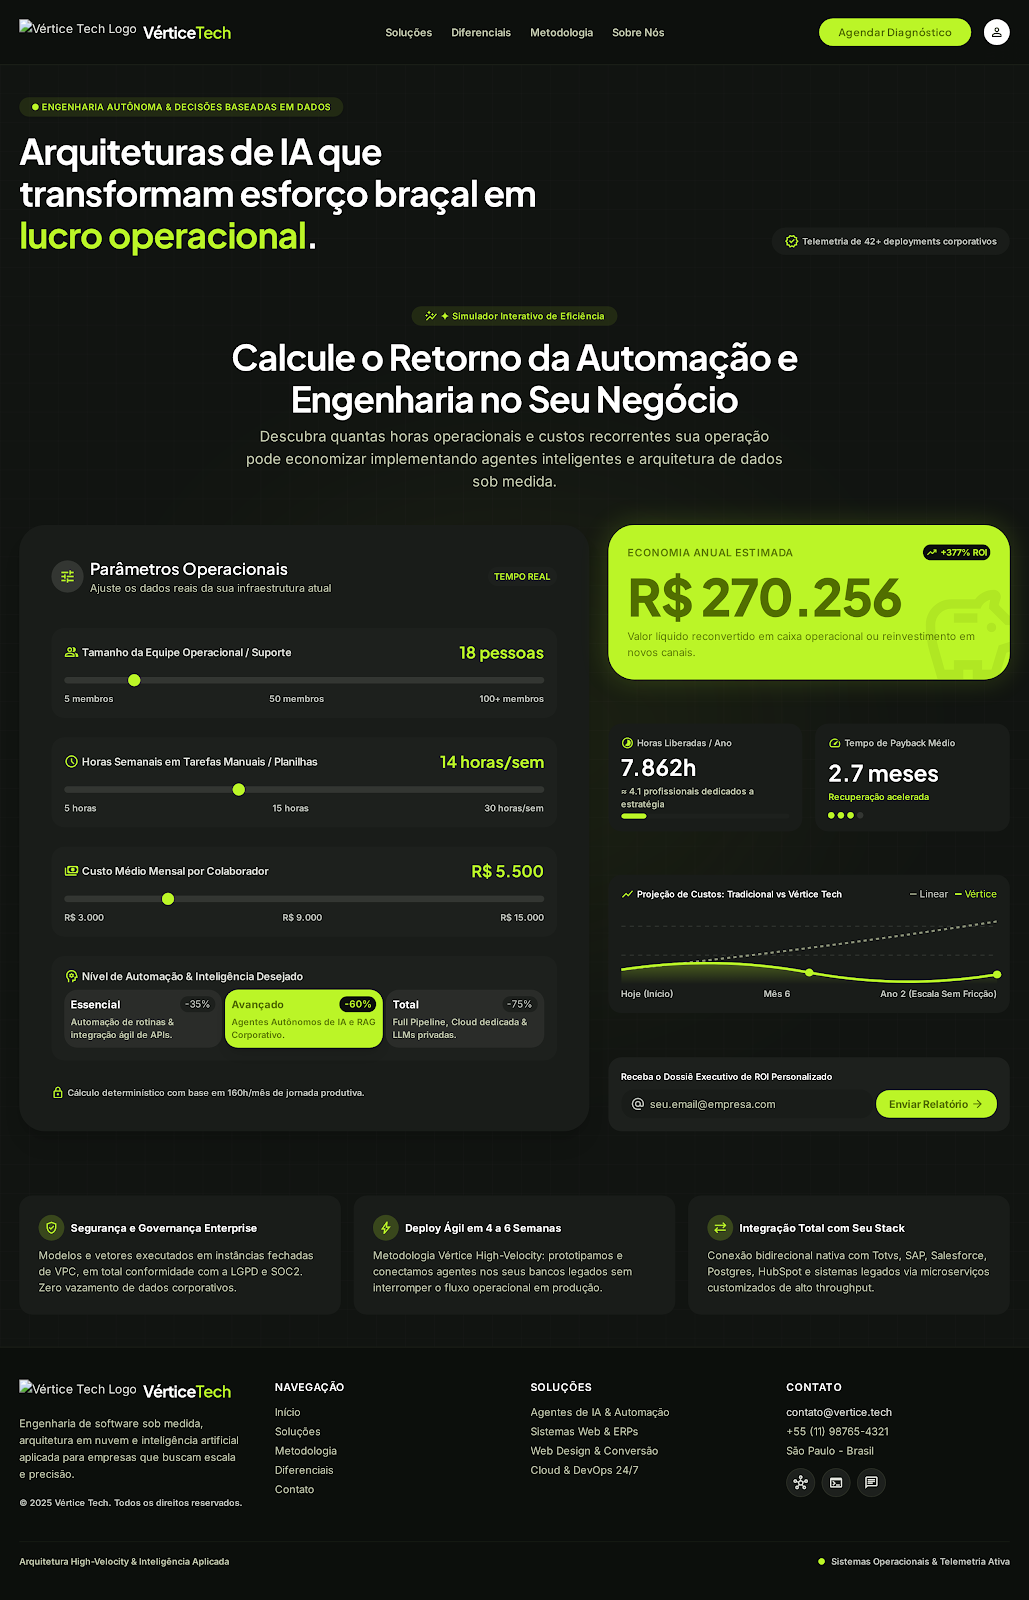 Vértice Tech Logo VérticeTech
Soluções Diferenciais Metodologia Sobre Nós
Agendar Diagnóstico
ENGENHARIA AUTÔNOMA & DECISÕES BASEADAS EM DADOS
Arquiteturas de IA que
transformam esforço braçal em
lucro operacional.
Telemetria de 42+ deployments corporativos
✦ Simulador Interativo de Eficiência
Calcule o Retorno da Automação e
Engenharia no Seu Negócio
Descubra quantas horas operacionais e custos recorrentes sua operação
pode economizar implementando agentes inteligentes e arquitetura de dados
sob medida.
Parâmetros Operacionais
Ajuste os dados reais da sua infraestrutura atual
TEMPO REAL
Tamanho da Equipe Operacional / Suporte
18 pessoas
5 membros 50 membros 100+ membros
Horas Semanais em Tarefas Manuais / Planilhas
14 horas/sem
5 horas 15 horas 30 horas/sem
Custo Médio Mensal por Colaborador
R$ 5.500
R$ 3.000 R$ 9.000 R$ 15.000
Nível de Automação & Inteligência Desejado
Essencial -35%
Automação de rotinas &
integração ágil de APIs.
Avançado -60%
Agentes Autônomos de IA e RAG
Corporativo.
Total -75%
Full Pipeline, Cloud dedicada &
LLMs privadas.
Cálculo determinístico com base em 160h/mês de jornada produtiva.
ECONOMIA ANUAL ESTIMADA
+377% ROI
R$ 270.256
Valor líquido reconvertido em caixa operacional ou reinvestimento em
novos canais.
Horas Liberadas / Ano
7.862h
≈ 4.1 profissionais dedicados a
estratégia
Tempo de Payback Médio
2.7 meses
Recuperação acelerada
Projeção de Custos: Tradicional vs Vértice Tech
Linear Vértice
Hoje (Início) Mês 6 Ano 2 (Escala Sem Fricção)
Receba o Dossiê Executivo de ROI Personalizado
seu.email@empresa.com
Enviar Relatório
Segurança e Governança Enterprise
Modelos e vetores executados em instâncias fechadas
de VPC, em total conformidade com a LGPD e SOC2.
Zero vazamento de dados corporativos.
Deploy Ágil em 4 a 6 Semanas
Metodologia Vértice High-Velocity: prototipamos e
conectamos agentes nos seus bancos legados sem
interromper o fluxo operacional em produção.
Integração Total com Seu Stack
Conexão bidirecional nativa com Totvs, SAP, Salesforce,
Postgres, HubSpot e sistemas legados via microserviços
customizados de alto throughput.
Vértice Tech Logo VérticeTech
Engenharia de software sob medida,
arquitetura em nuvem e inteligência artificial
aplicada para empresas que buscam escala
e precisão.
© 2025 Vértice Tech. Todos os direitos reservados.
NAVEGAÇÃO
Início
Soluções
Metodologia
Diferenciais
Contato
SOLUÇÕES
Agentes de IA & Automação
Sistemas Web & ERPs
Web Design & Conversão
Cloud & DevOps 24/7
CONTATO
contato@vertice.tech
+55 (11) 98765-4321
São Paulo - Brasil
Arquitetura High-Velocity & Inteligência Aplicada
Sistemas Operacionais & Telemetria Ativa